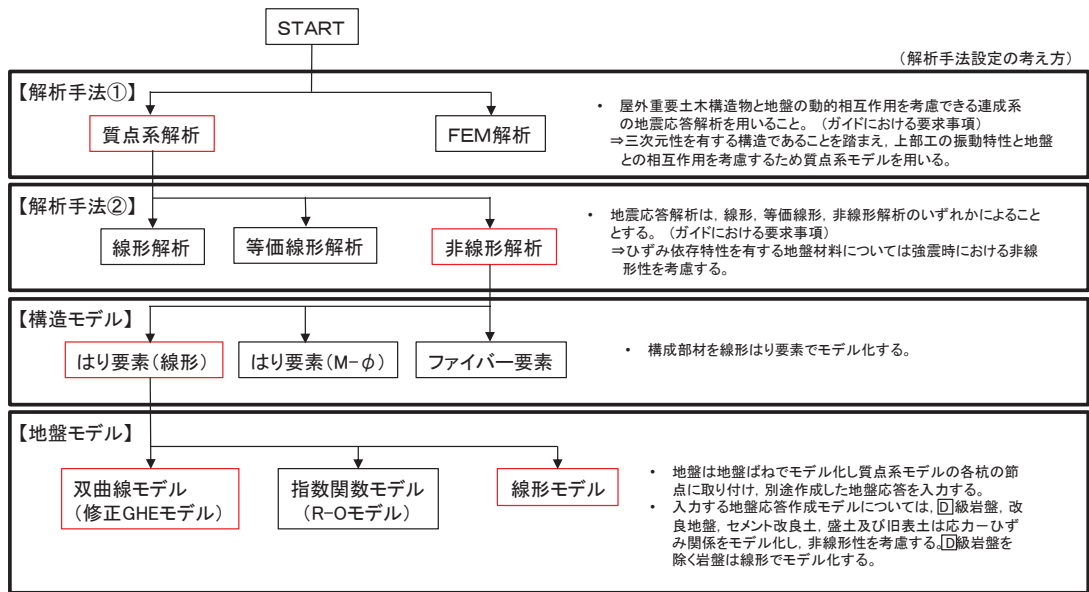 START
（解析手法設定の考え方）
【解析手法①】
質点系解析
FEM解析
・ 屋外重要土木構造物と地盤の動的相互作用を考慮できる連成系
の地震応答解析を用いること。（ガイドにおける要求事項）
⇒三次元性を有する構造であることを踏まえ，上部工の振動特性と地盤
との相互作用を考慮するため質点系モデルを用いる。
【解析手法②】
線形解析
等価線形解析
非線形解析
・ 地震応答解析は，線形，等価線形，非線形解析のいずれかによること
とする。（ガイドにおける要求事項）
⇒ひずみ依存特性を有する地盤材料については強震時における非線
形性を考慮する。
【構造モデル】
はり要素（線形）
はり要素（M-φ）
ファイバー要素
・ 構成部材を線形はり要素でモデル化する。
【地盤モデル】
双曲線モデル
（修正GHEモデル）
指数関数モデル
（R-Oモデル）
線形モデル
・ 地盤は地盤ばねでモデル化し質点系モデルの各杭の節
点に取り付け，別途作成した地盤応答を入力する。
・ 入力する地盤応答作成モデルについては，D級岩盤，改
良地盤，セメント改良土，盛土及び旧表土は応力ーひず
み関係をモデル化し，非線形性を考慮する。D級岩盤を
除く岩盤は線形でモデル化する。